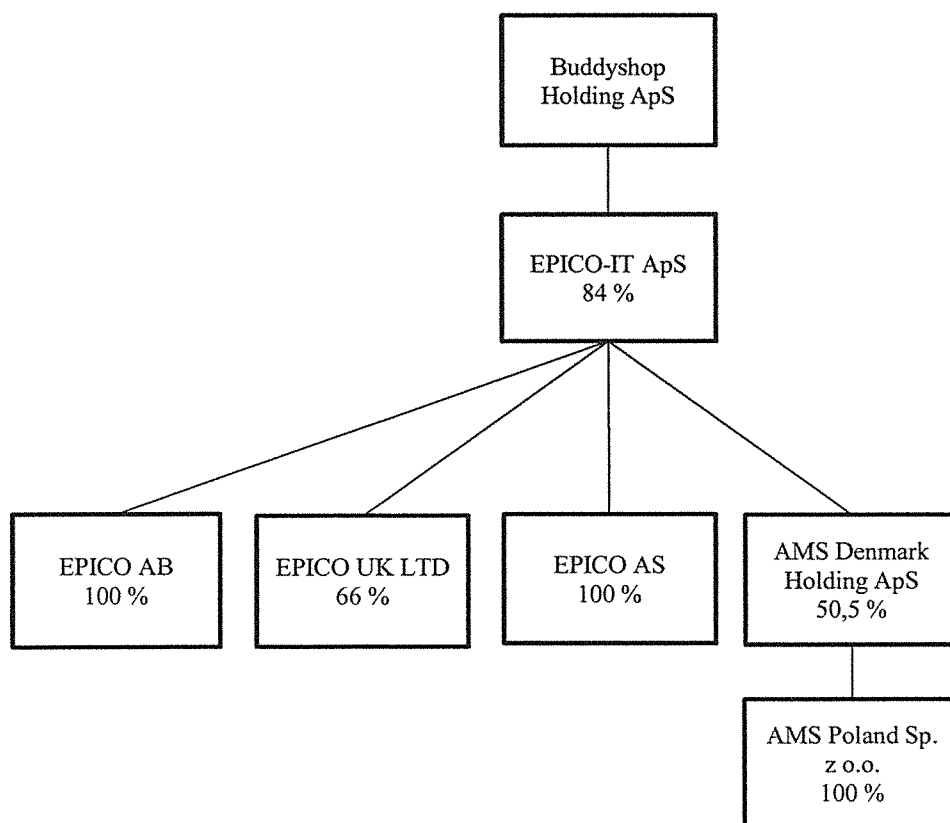 Buddyshop
Holding ApS
EPICO-IT ApS
84 %
EPICO AB
100 %
EPICO UK LTD
66 %
EPICO AS
100 %
AMS Denmark
Holding ApS
50,5 %
AMS Poland Sp.
z o.o.
100 %